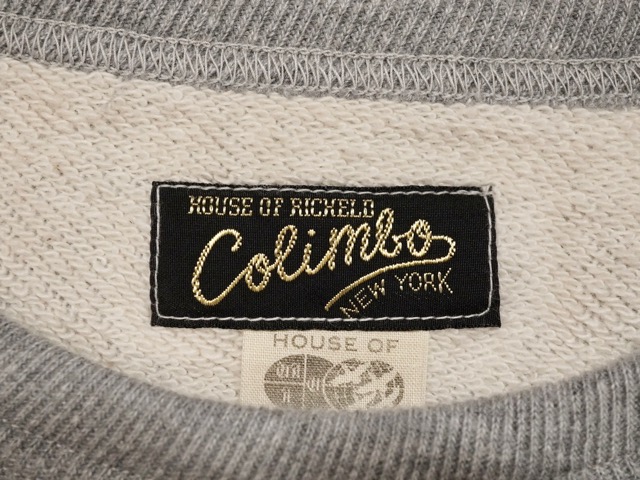 HOUSE OF RICHELD
Colimbo
NEW YORK
HOUSE OF